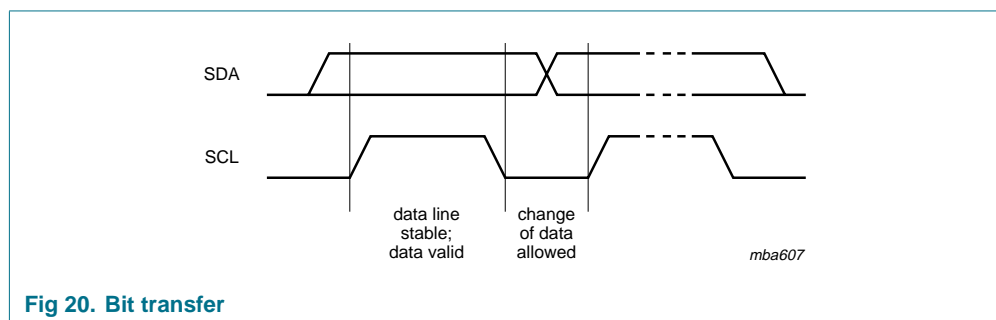 SDA
SCL
data line
stable;
data valid
change
of data
allowed
mba607
Fig 20. Bit transfer